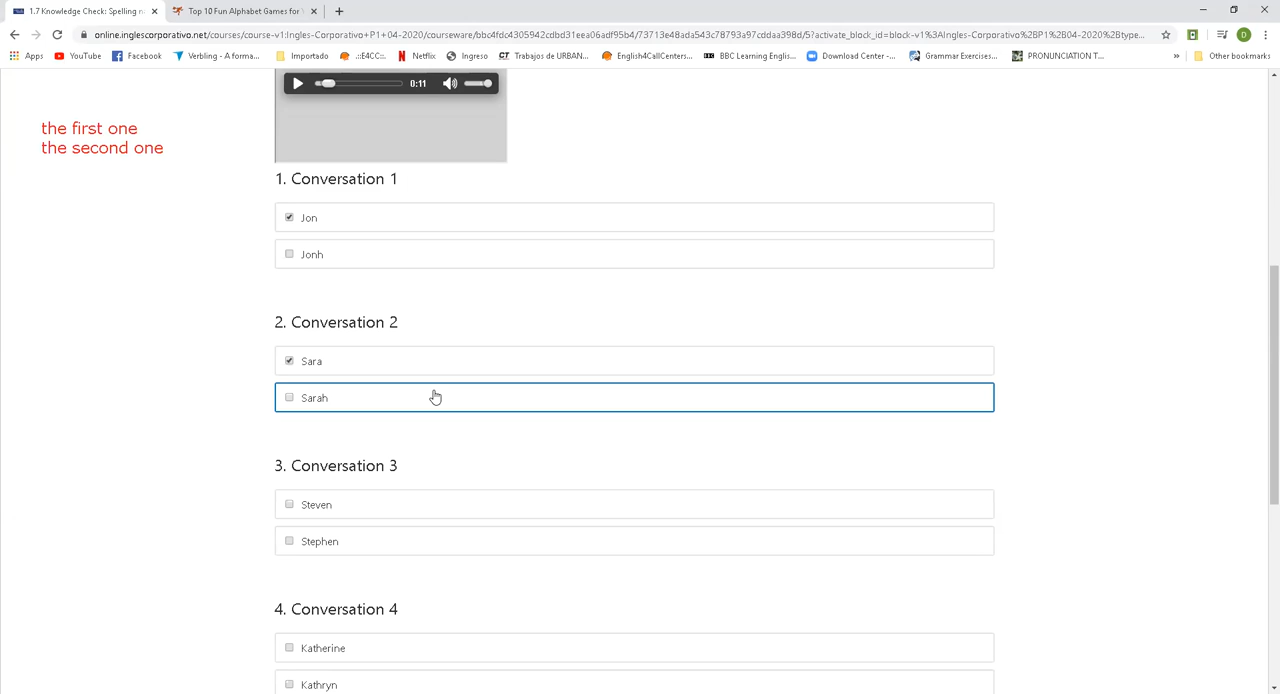 1.7 Knowledge Check: Spelling n
Top 10 Fun Alphabet Games for
online.inglescorporativo.net/courses/course-v1:Ingles-Corporativo+P1+04-2020/courseware/bbc4fdc4305942cdbd31eea06adf95b4/73713e48ada543c78793a97cddaa398d/5?activate_block_id=block-v1%3AIngles-Corporativo%2BP1%2B04-2020%2Btype...
Apps YouTube Facebook Verbling - A forma... Importado .::E4CC::. Netflix Ingreso CT Trabajos de URBAN... English4CallCenters... BBC Learning Engli... Download Center -... Grammar Exercises... PRONUNCIATION T... » Other bookmarks
0:11
the first one
the second one
1. Conversation 1
Jon
Jonh
2. Conversation 2
Sara
Sarah
3. Conversation 3
Steven
Stephen
4. Conversation 4
Katherine
Kathryn